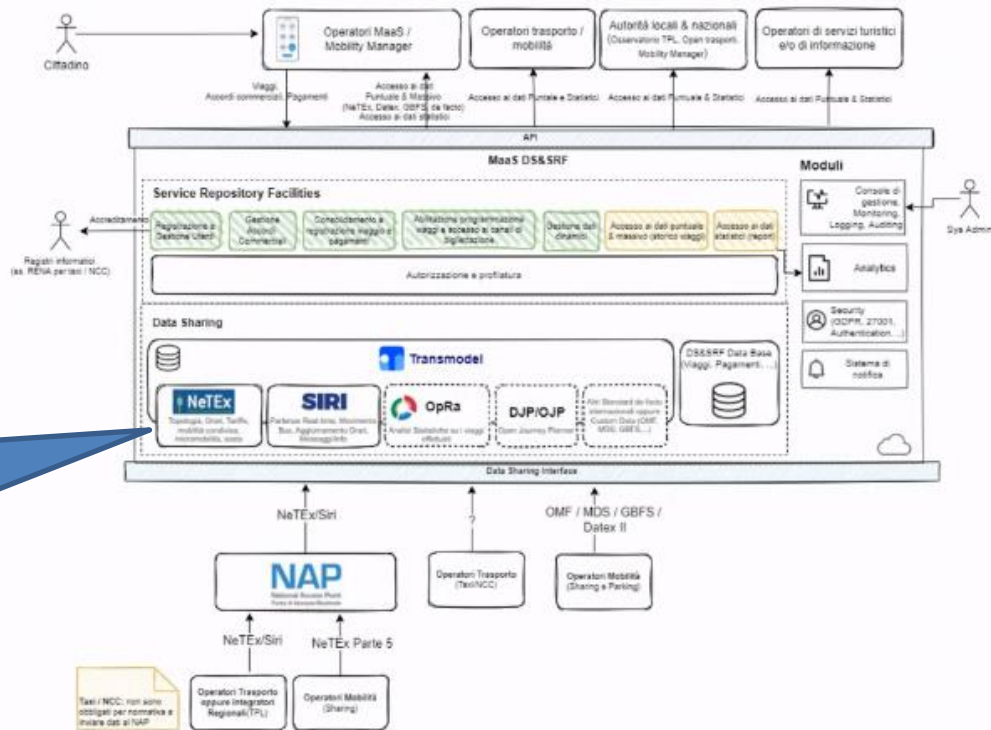 Cittadino
Operatori MaaS /
Mobility Manager
Operatori trasporto /
mobilità
Autorità locali & nazionali
(Osservatorio TPL, Open trasporti,
Mobility Manager)
Operatori di servizi turistici
e/o di informazione
Viaggi,
Accordi commerciali, Pagamenti
Accesso ai dati
Puntuale & Massivo
(NeTEx, Datex, GBFS, de facto)
Accesso ai dati statistici
Accesso ai dati Puntale e Statistici
Accesso ai dati Puntuale & Statistici
Accesso ai dati Puntuale & Statistici
API
MaaS DS&SRF
Moduli
Service Repository Facilities
Registrazione e
Gestione Utenti
Gestione
Accordi
Commerciali
Consolidamento e
registrazione viaggio e
pagamenti
Abilitazione programmazione
viaggi e accesso ai canali di
bigliettazione
Gestione dati
dinamici
Accesso ai dati puntuale
& massivo (storico viaggi)
Accesso ai dati
statistici (report)
Autorizzazione e profilatura
Accreditamento
Registri informatici
(es. RENA per taxi / NCC)
Console di
gestione,
Monitoring,
Logging, Auditing
Sys Admin
Analytics
Security
(GDPR, 27001,
Authentication, ...)
Sistema di
notifica
Data Sharing
Transmodel
DS&SRF Data Base
(Viaggi, Pagamenti, ...)
NeTEx
Topologia, Orari, Tariffe,
mobilità condivisa,
micromobilità, sosta
SIRI
Partenze Real-time, Movimento
Bus, Aggiornamento Orari,
Messaggi/Info
OpRa
Analisi Statistiche su i viaggi
effettuati
DJP/OJP
Open Journey Planner
Altri Standard de facto
internazionali oppure
Custom Data (OMF,
MDS, GBFS, ...)
Data Sharing Interface
NeTEx/Siri
?
OMF / MDS / GBFS /
Datex II
NAP
National Access Point
Operatori Trasporto
(Taxi/NCC)
Operatori Mobilità
(Sharing e Parking)
NeTEx/Siri
NeTEx Parte 5
Taxi / NCC: non sono
obbligati per normativa a
inviare dati al NAP
Operatori Trasporto
oppure Integratori
Regionali(TPL)
Operatori Mobilità
(Sharing)